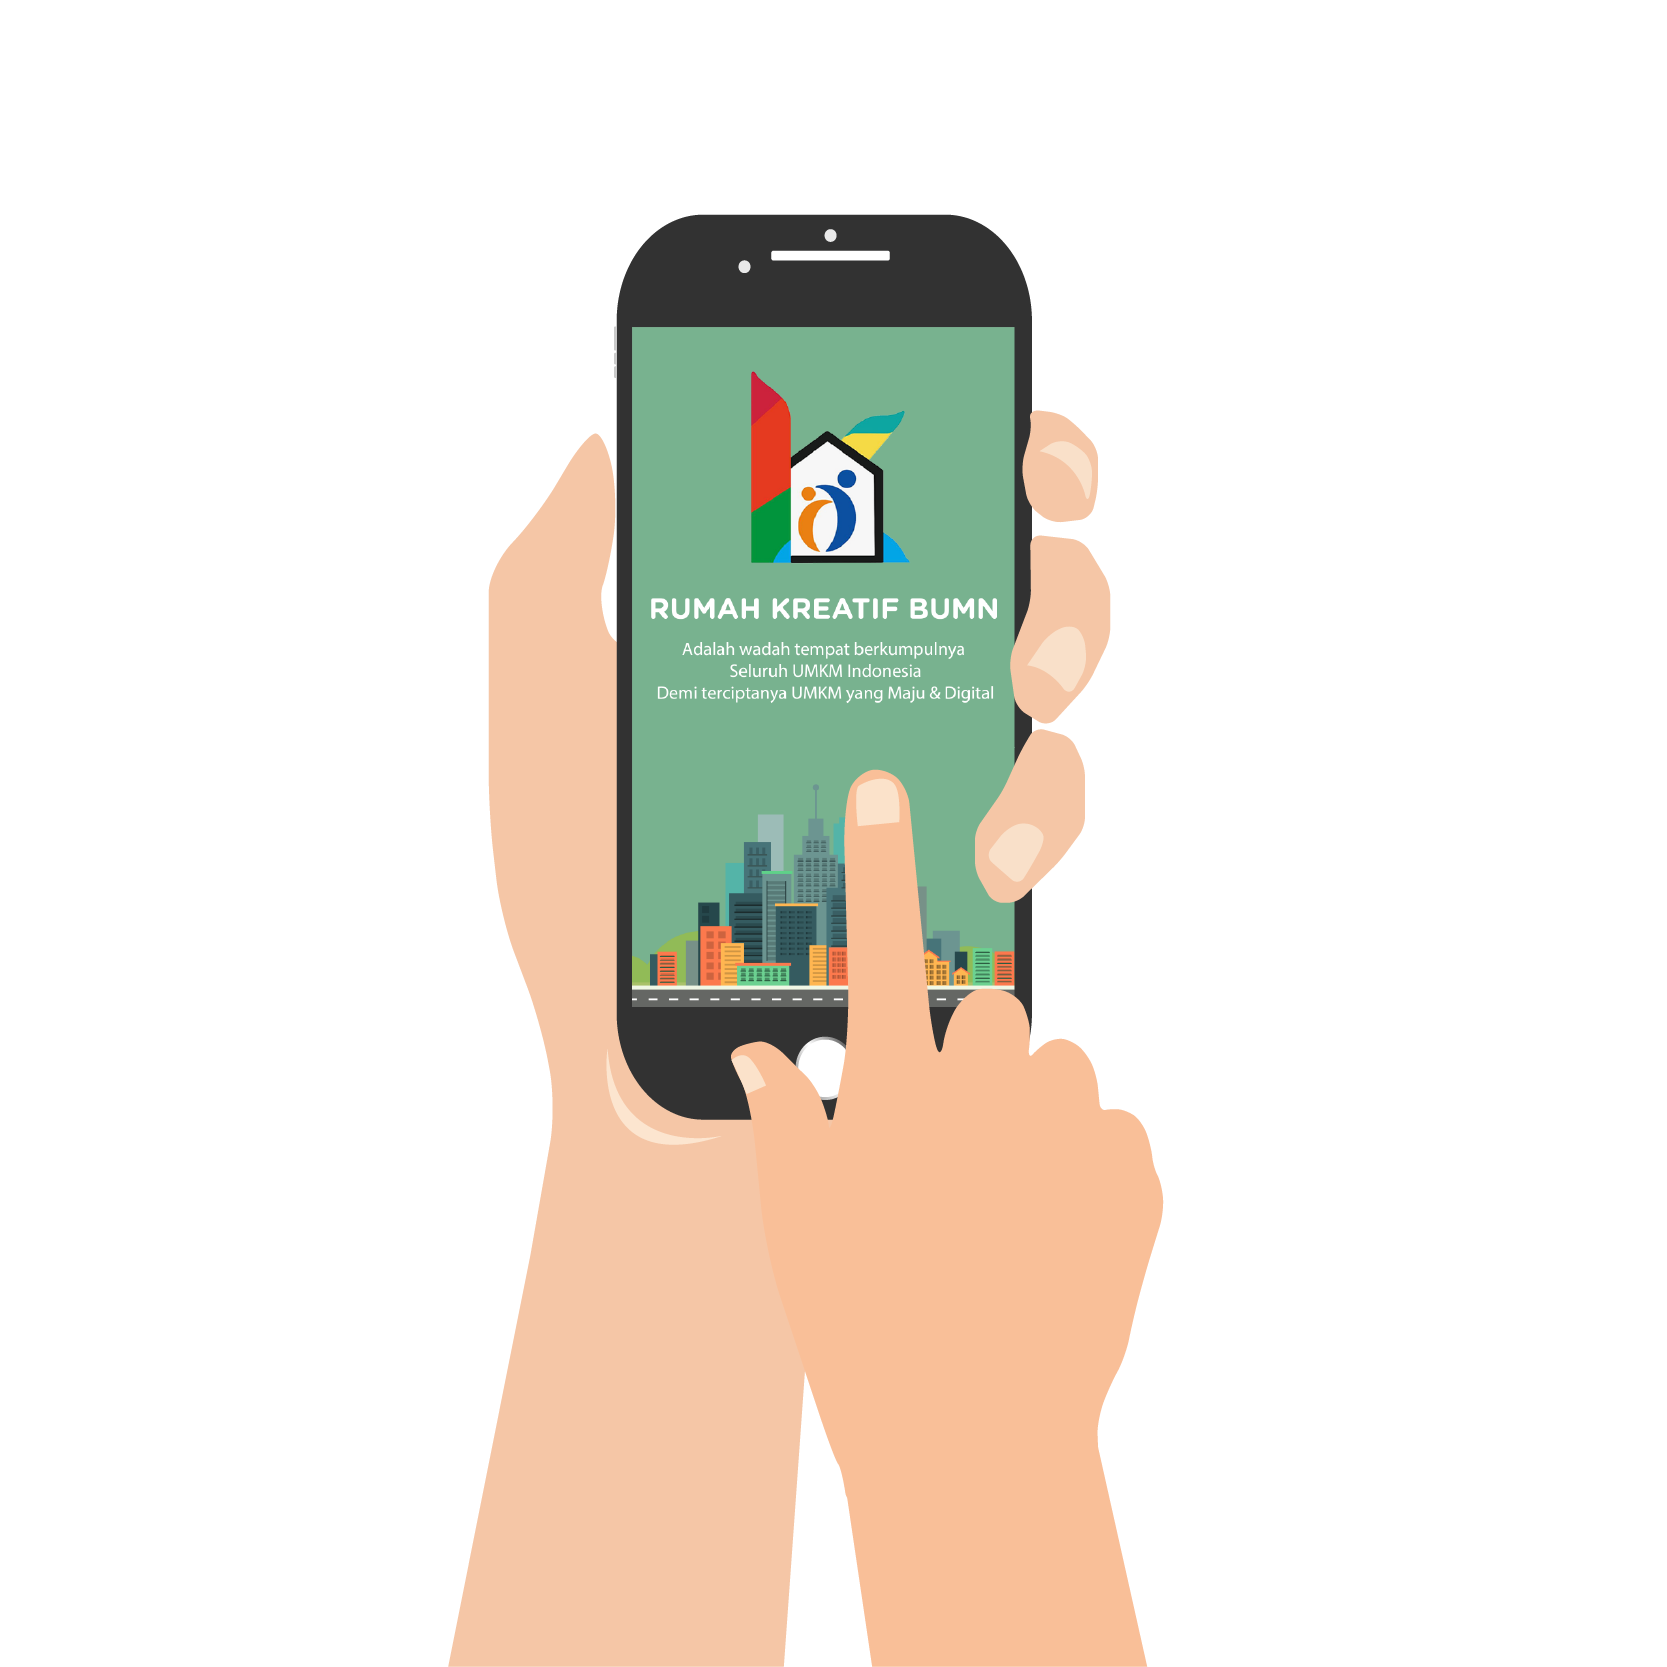 RUMAH KREATIF BUMN
Adalah wadah tempat berkumpulnya
Seluruh UMKM Indonesia
Demi terciptanya UMKM yang Maju & Digital